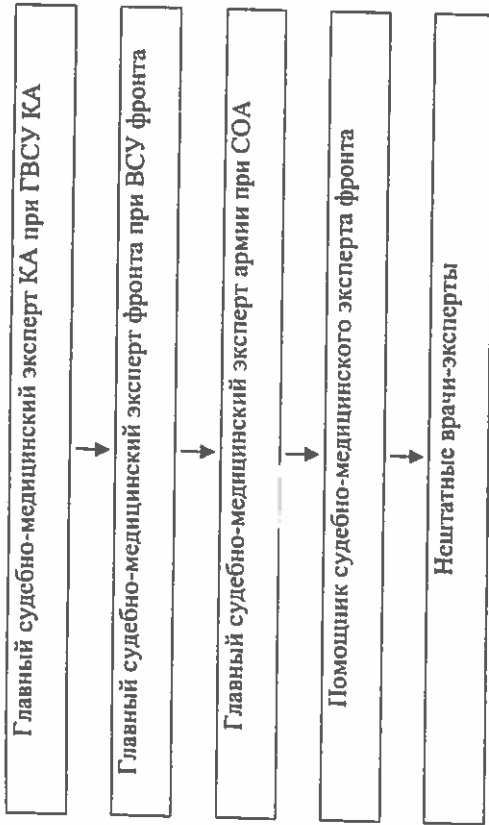 Главный судебно-медицинский эксперт КА при ГВСУ КА
Главный судебно-медицинский эксперт фронта при ВСУ фронта
Главный судебно-медицинский эксперт армии при СОА
Помощник судебно-медицинского эксперта фронта
Нештатные врачи-эксперты